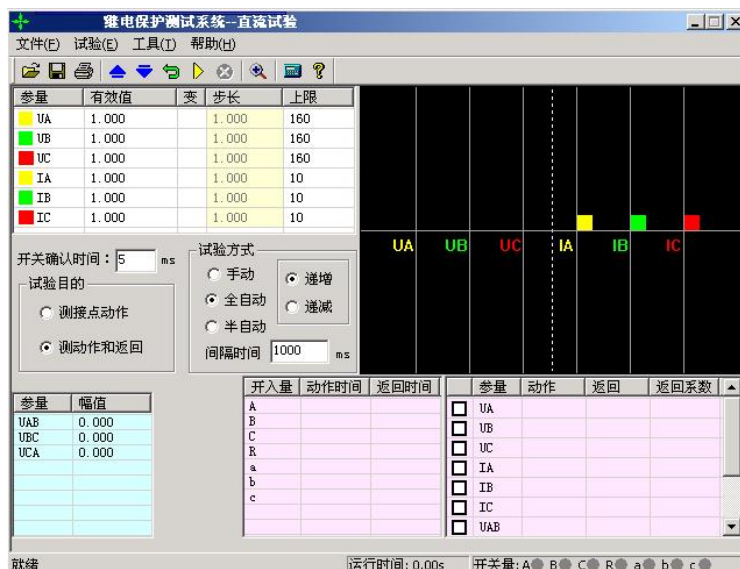 继电保护测试系统--直流试验
文件(F) 试验(E) 工具(T) 帮助(H)
参量 有效值 变 步长 上限
UA 1.000 1.000 160
UB 1.000 1.000 160
UC 1.000 1.000 160
IA 1.000 1.000 10
IB 1.000 1.000 10
IC 1.000 1.000 10
UA UB UC IA IB IC
开关确认时间：5 ms
试验目的
测接点动作
测动作和返回
试验方式
手动
全自动
半自动
递增
递减
间隔时间 1000 ms
参量 幅值
UAB 0.000
UBC 0.000
UCA 0.000
开入量 动作时间 返回时间
A
B
C
R
a
b
c
参量 动作 返回 返回系数
UA
UB
UC
IA
IB
IC
UAB
就绪 运行时间: 0.00s 开关量: A B C R a b c